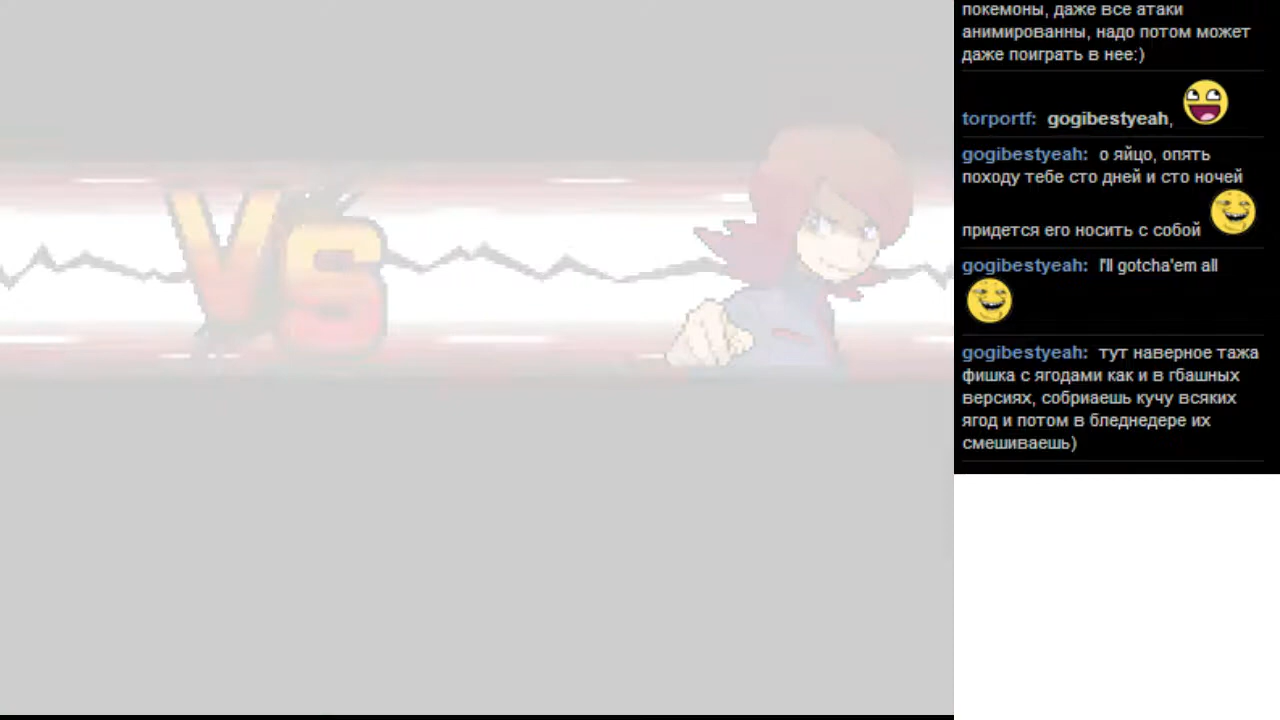 VS
покемоны, даже все атаки
анимированны, надо потом может
даже поиграть в нее:)
torportf: gogibestyeah,
gogibestyeah: о яйцо, опять
походу тебе сто дней и сто ночей
придется его носить с собой
gogibestyeah: I'll gotcha'em all
gogibestyeah: тут наверное тажа
фишка с ягодами как и в гбашных
версиях, собриаешь кучу всяких
ягод и потом в бледнедере их
смешиваешь)